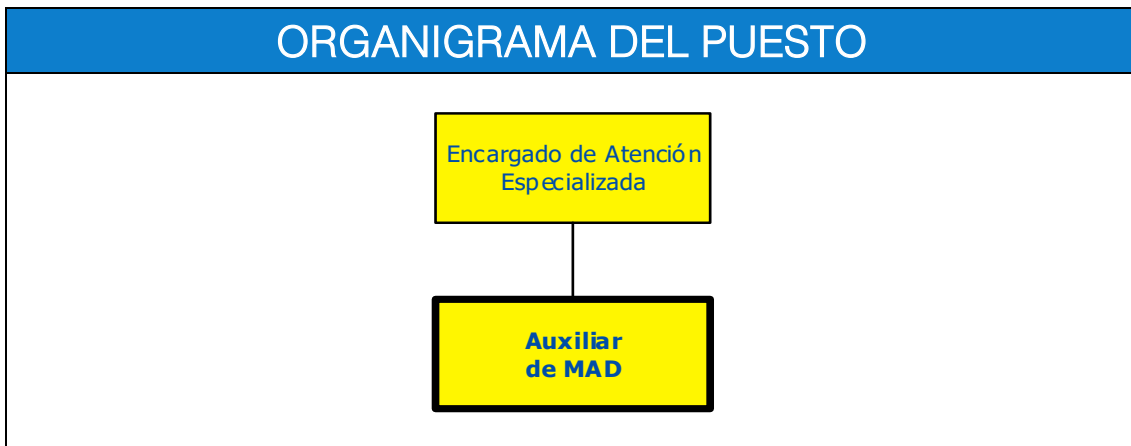 ORGANIGRAMA DEL PUESTO
Encargado de Atención
Especializada
Auxiliar
de MAD